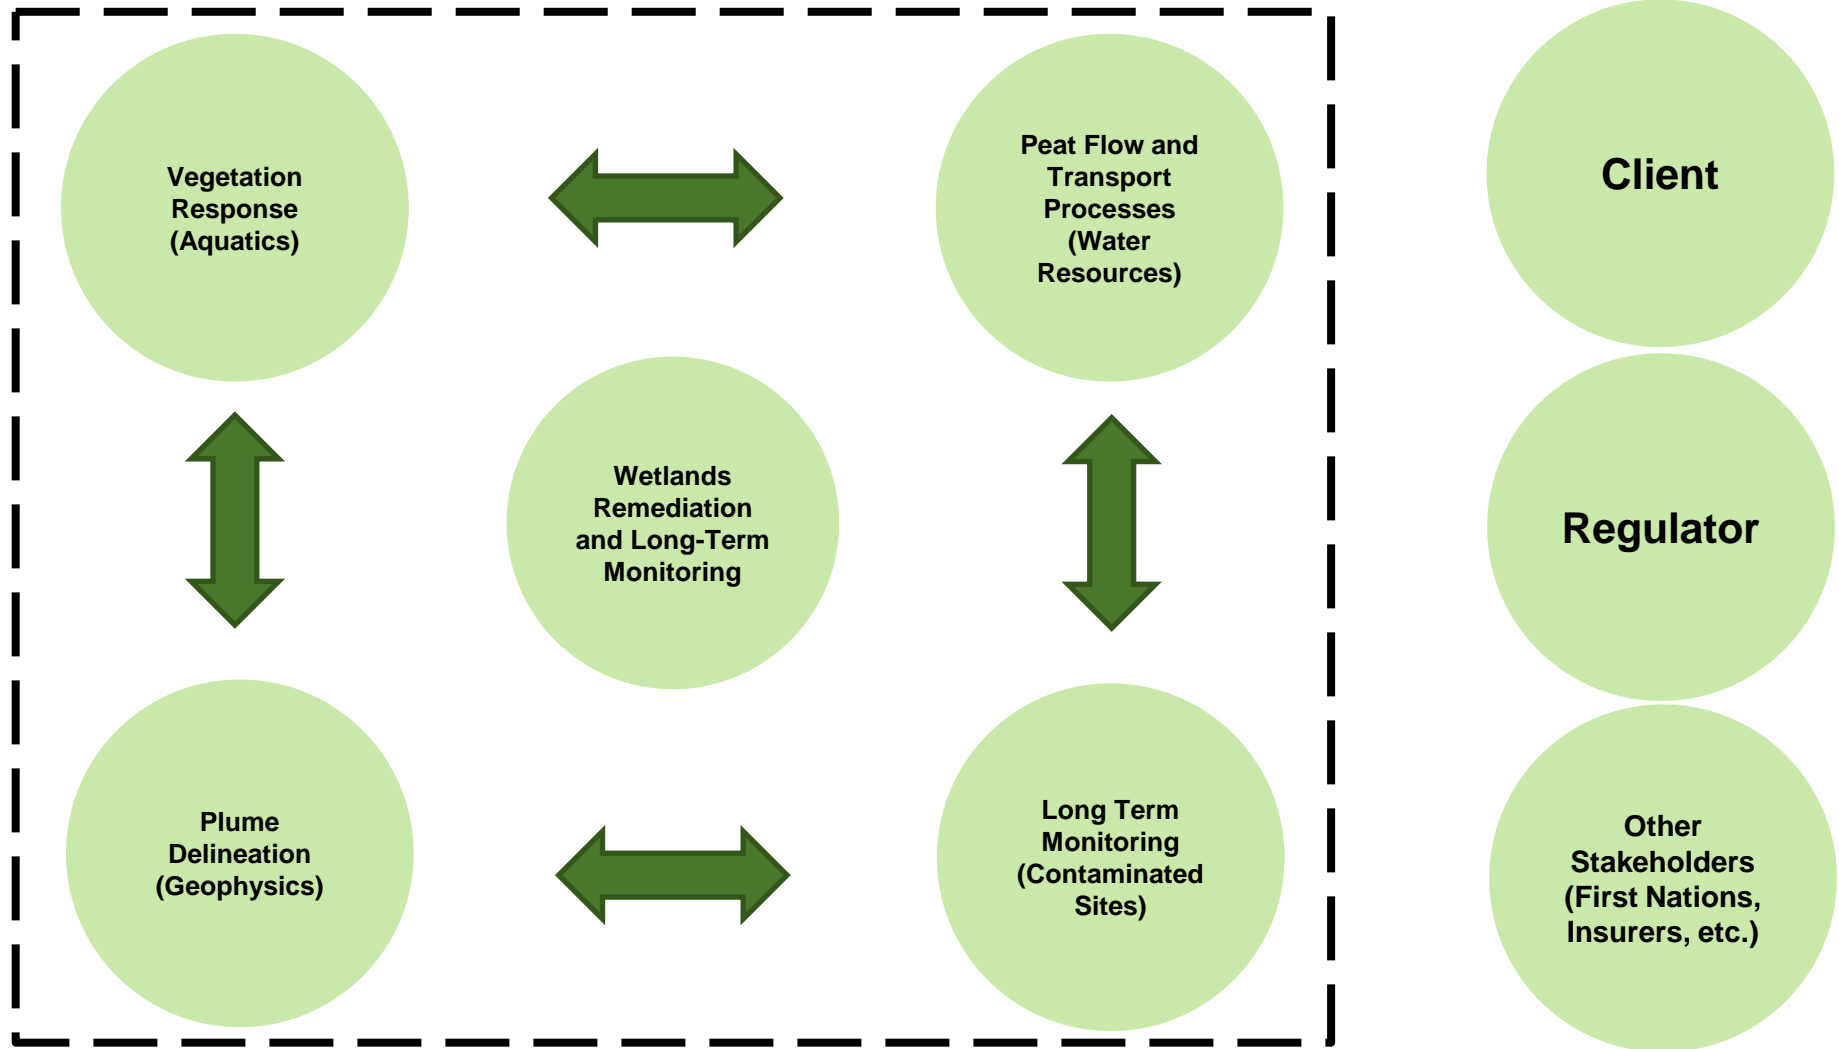 Vegetation
Response
(Aquatics)
Peat Flow and
Transport
Processes
(Water
Resources)
Wetlands
Remediation
and Long-Term
Monitoring
Plume
Delineation
(Geophysics)
Long Term
Monitoring
(Contaminated
Sites)
Client
Regulator
Other
Stakeholders
(First Nations,
Insurers, etc.)